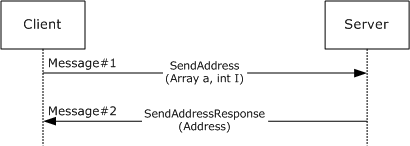 Client
Server
Message#1
SendAddress
(Array a, int I)
Message#2
SendAddressResponse
(Address)